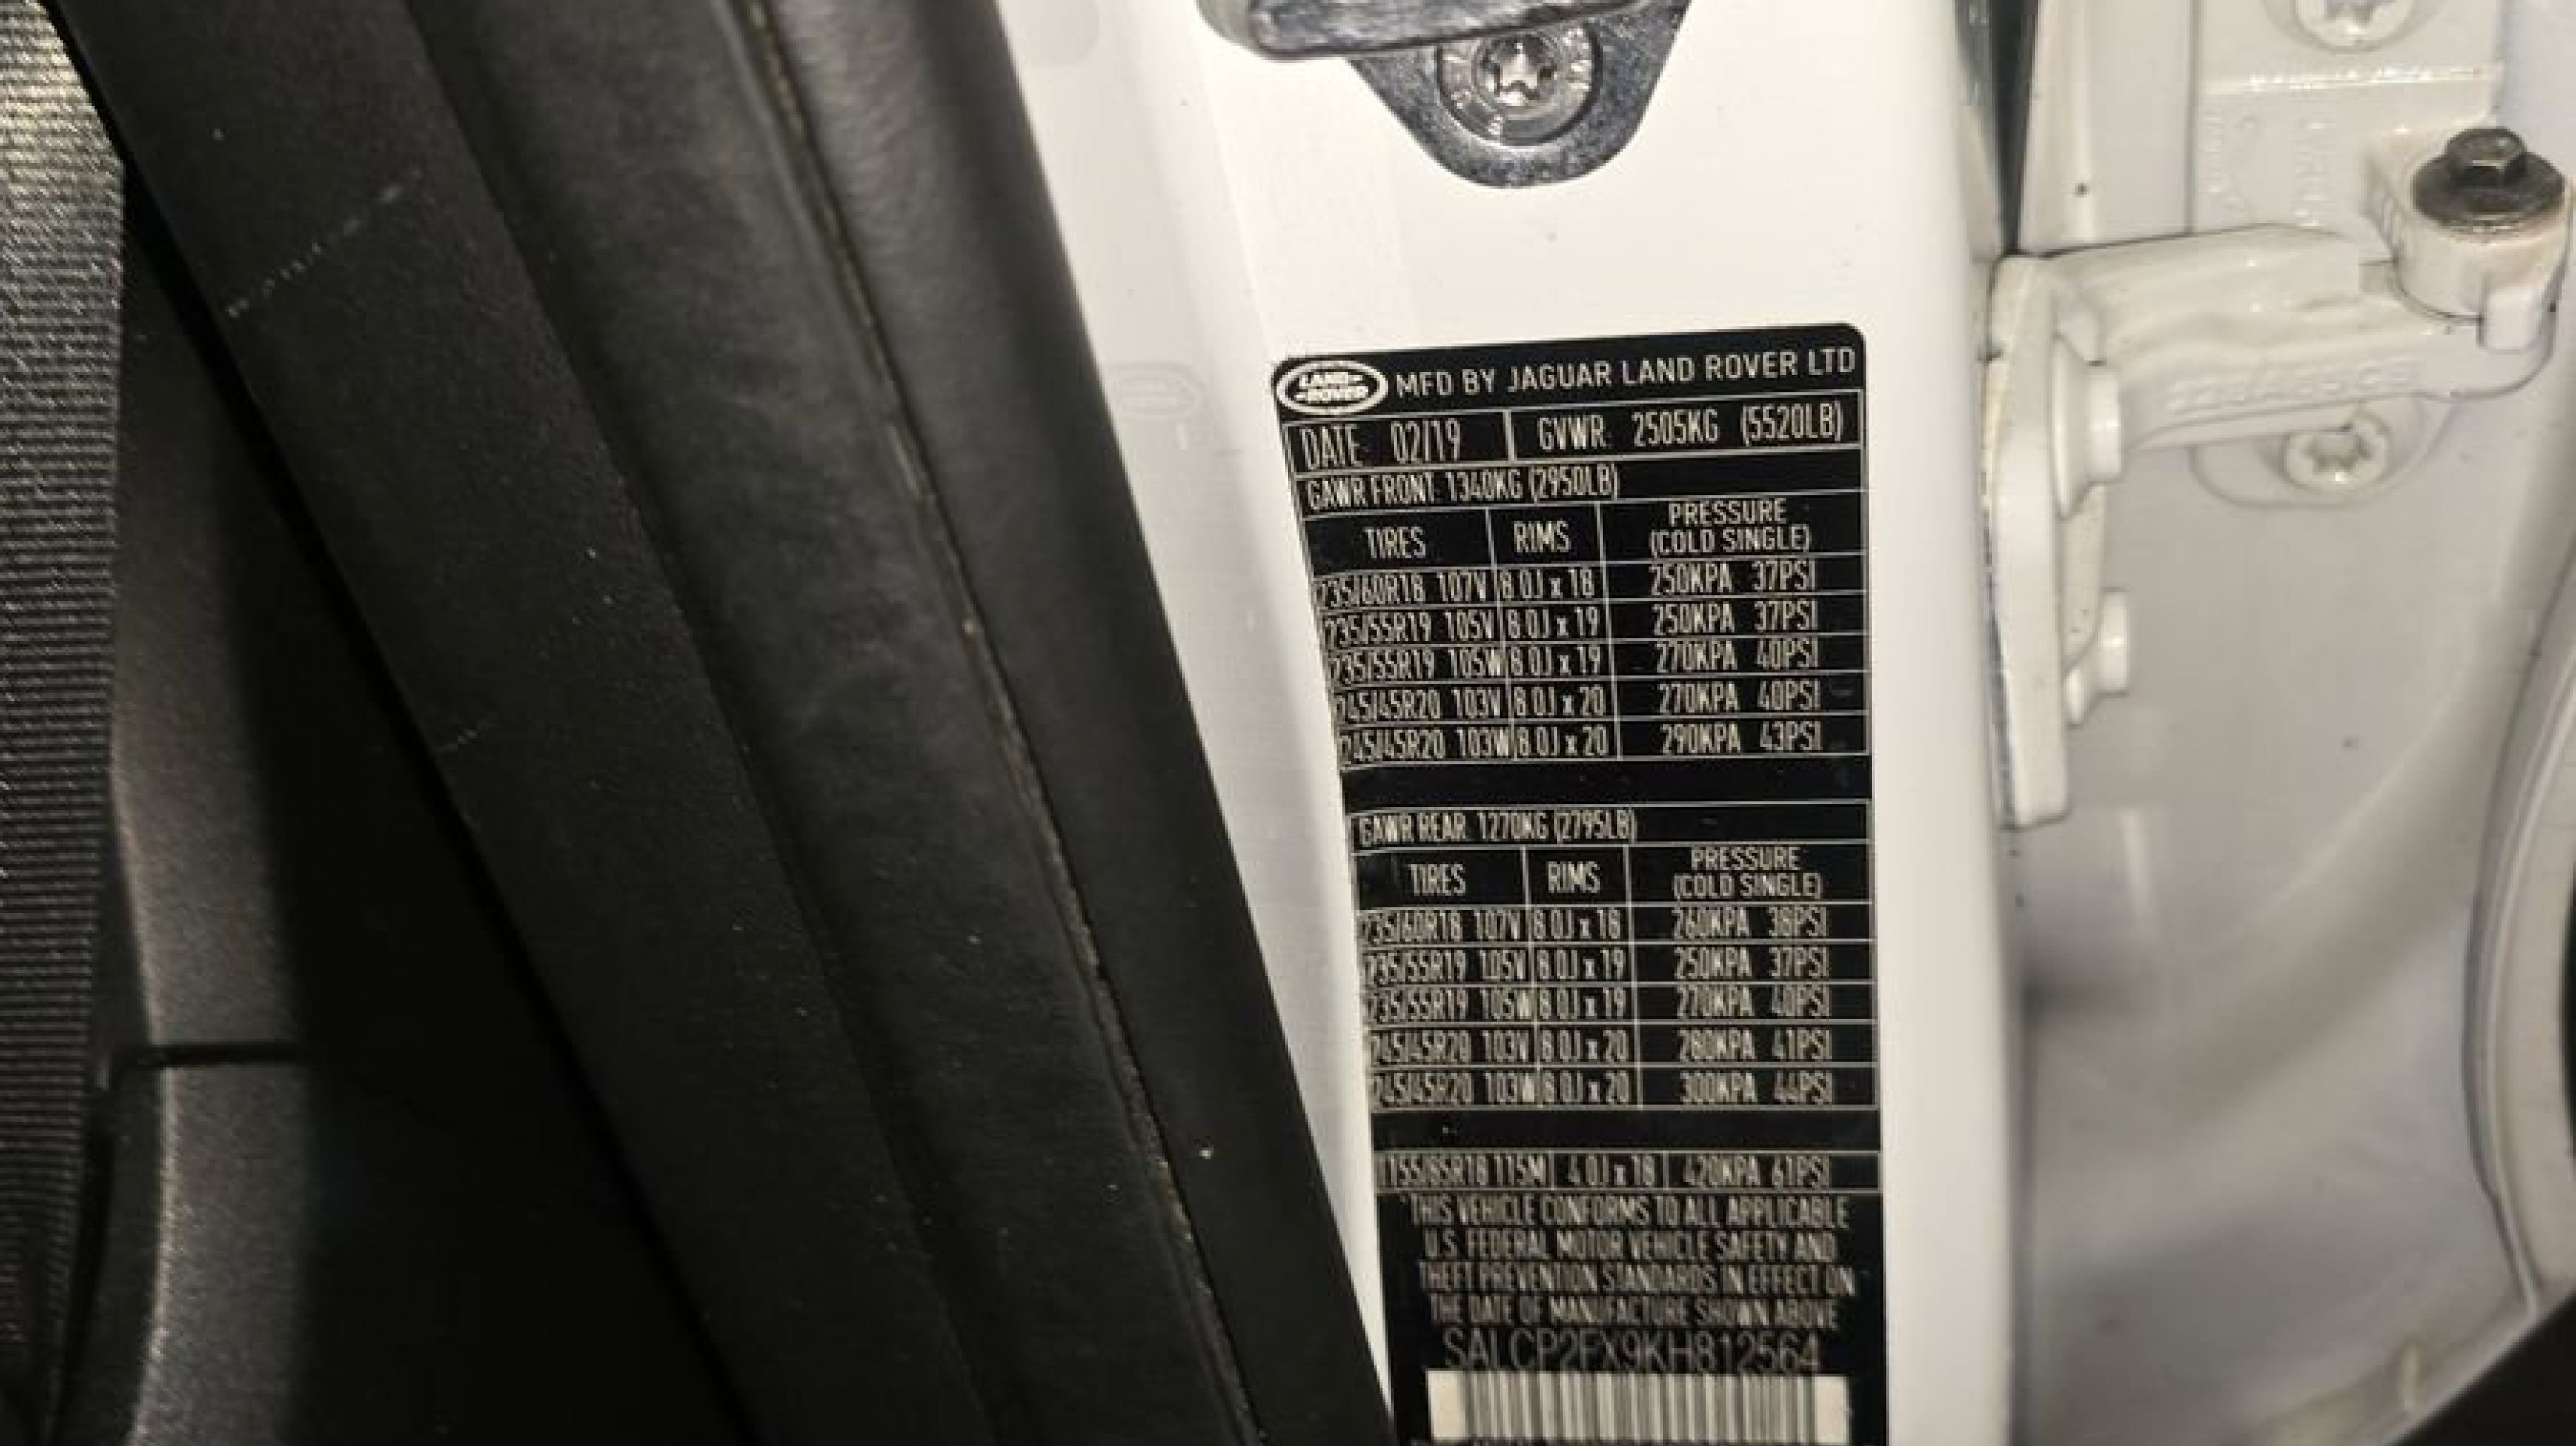 LAND-
-ROVER
MFD BY JAGUAR LAND ROVER LTD
DATE 02/19 GVWR 2505KG (5520LB)
GAWR FRONT 1340KG (2950LB)
TIRES RIMS PRESSURE
(COLD SINGLE)
235/60R18 107V 8.0J x 18 250KPA 37PSI
235/55R19 105V 8.0J x 19 250KPA 37PSI
235/55R19 105W 8.0J x 19 270KPA 40PSI
245/45R20 103V 8.0J x 20 270KPA 40PSI
245/45R20 103W 8.0J x 20 290KPA 43PSI
GAWR REAR 1270KG (2795LB)
TIRES RIMS PRESSURE
(COLD SINGLE)
235/60R18 107V 8.0J x 18 260KPA 38PSI
235/55R19 105V 8.0J x 19 250KPA 37PSI
235/55R19 105W 8.0J x 19 270KPA 40PSI
245/45R20 103V 8.0J x 20 280KPA 41PSI
245/45R20 103W 8.0J x 20 300KPA 44PSI
T155/85R18 115M 4.0J x 18 420KPA 61PSI
THIS VEHICLE CONFORMS TO ALL APPLICABLE
U.S. FEDERAL MOTOR VEHICLE SAFETY AND
THEFT PREVENTION STANDARDS IN EFFECT ON
THE DATE OF MANUFACTURE SHOWN ABOVE
SALCP2FX9KH812564